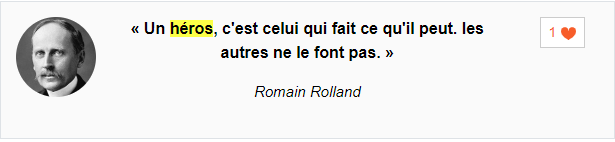 « Un héros, c'est celui qui fait ce qu'il peut. les
autres ne le font pas. »
1
Romain Rolland